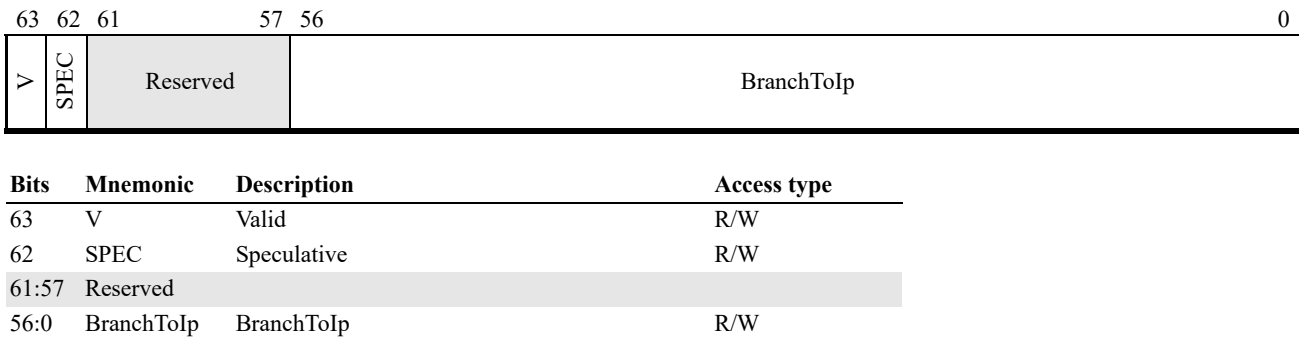 63 62 61 57 56 0
V SPEC Reserved BranchToIp
Bits Mnemonic Description Access type
63 V Valid R/W
62 SPEC Speculative R/W
61:57 Reserved
56:0 BranchToIp BranchToIp R/W